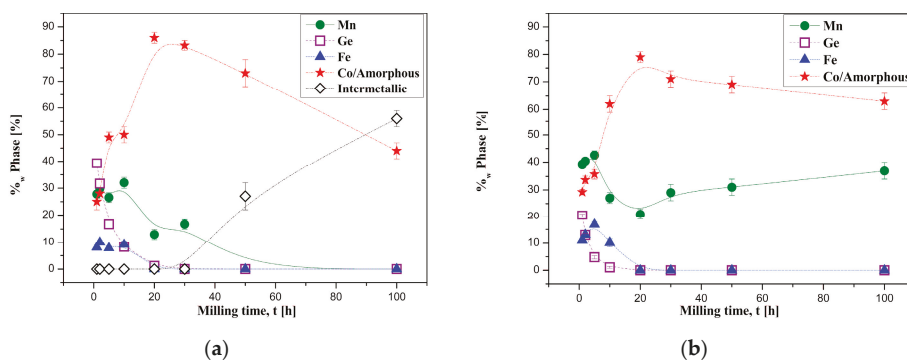 Mn
Ge
Fe
Co/Amorphous
Intermetallic
%w Phase [%]
90
80
70
60
50
40
30
20
10
0
0 20 40 60 80 100
Milling time, t [h]
(a)
Mn
Ge
Fe
Co/Amorphous
%w Phase [%]
90
80
70
60
50
40
30
20
10
0
0 20 40 60 80 100
Milling time, t [h]
(b)